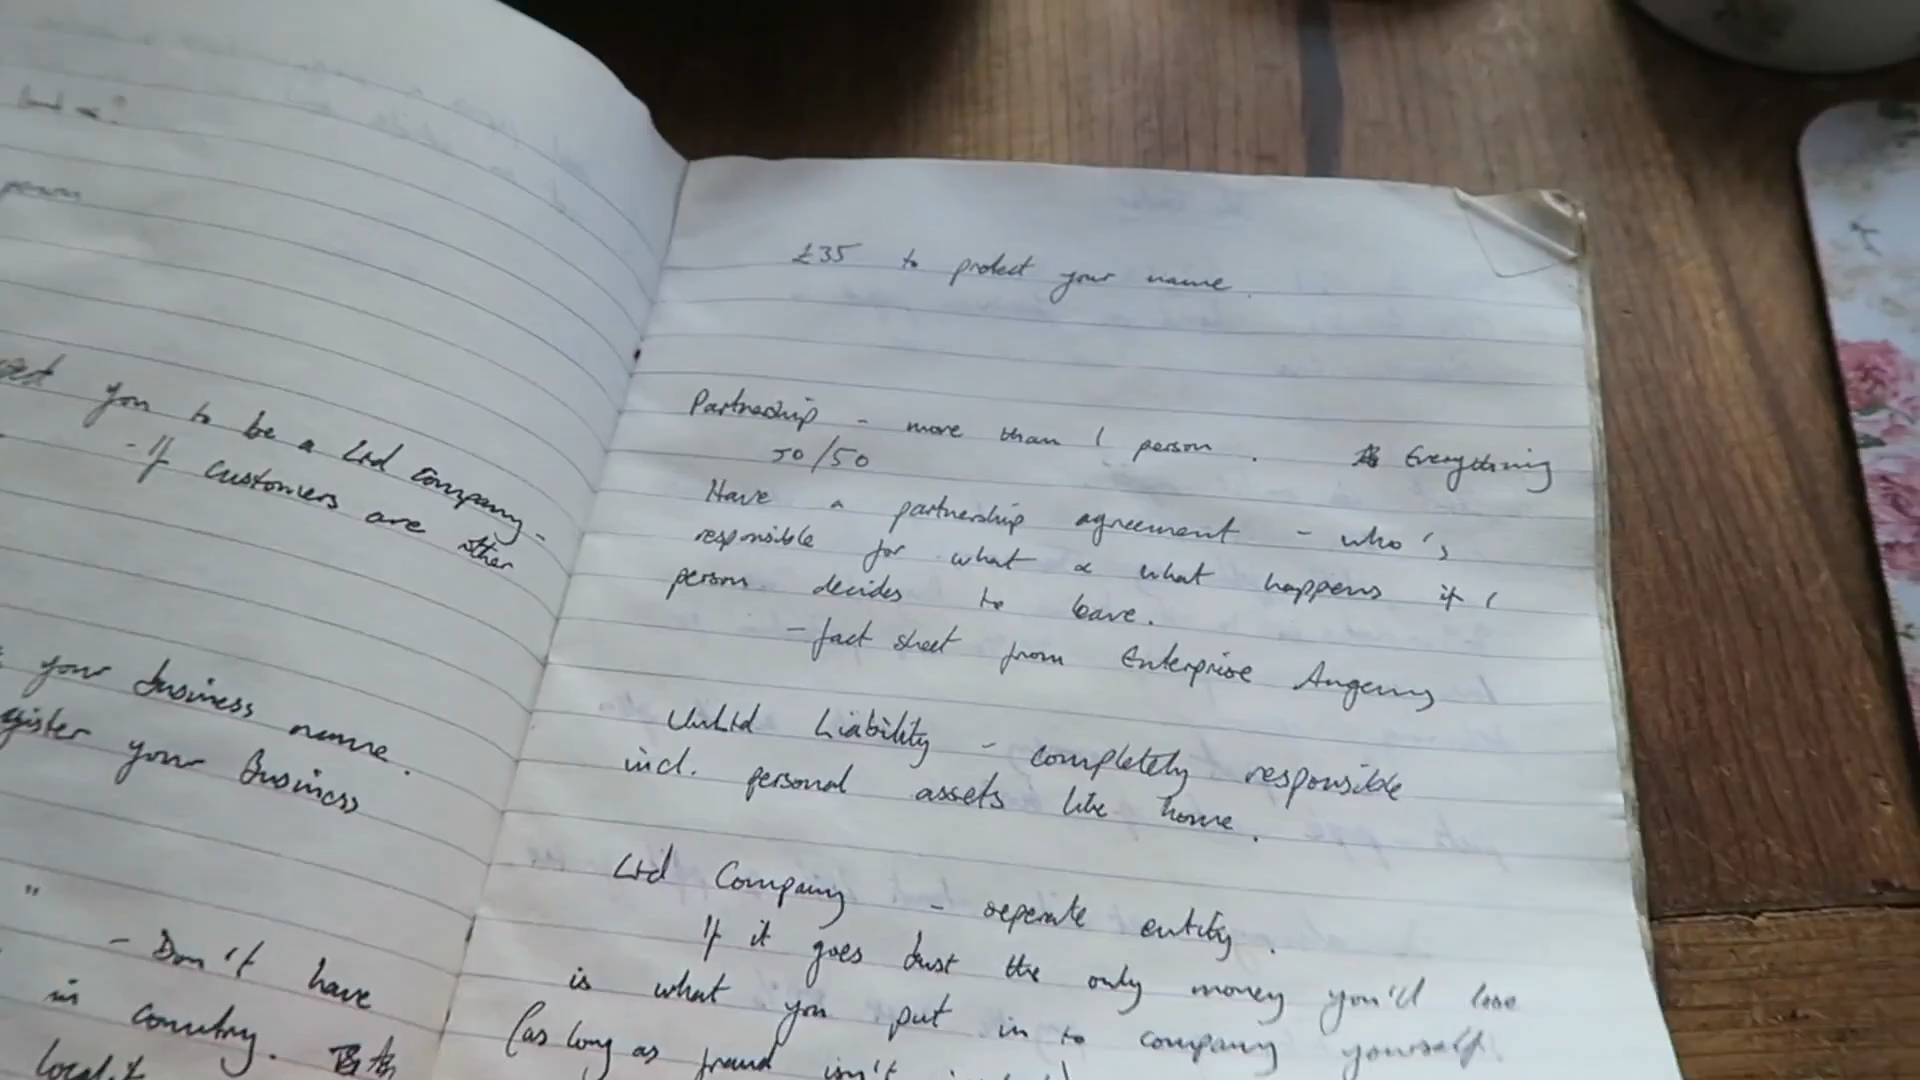 you to be a Ltd Company -
- If customers are other
your business name.
register your Business
"
- Don't have
in country.
£35 to protect your name.
Partnership - more than 1 person. Everything
50/50
Have a partnership agreement - who's
responsible for what & what happens if 1
person decides to leave.
- fact sheet from Enterprise Angency
UnLtd Liability - completely responsible
incl. personal assets like home.
Ltd Company - seperate entity.
If it goes bust the only money you'll lose
is what you put in to company yourself.
(as long as fraud isn't